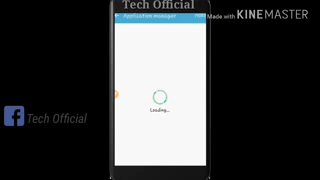 Tech Official
Application manager
Made with KINEMASTER
Loading...
Tech Official